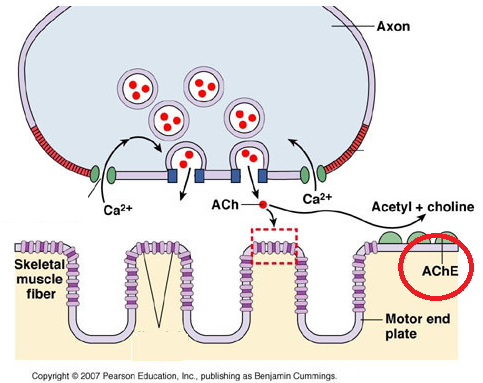 Axon
Ca2+
ACh
Ca2+
Acetyl + choline
Skeletal
muscle
fiber
AChE
Motor end
plate
Copyright © 2007 Pearson Education, Inc., publishing as Benjamin Cummings.